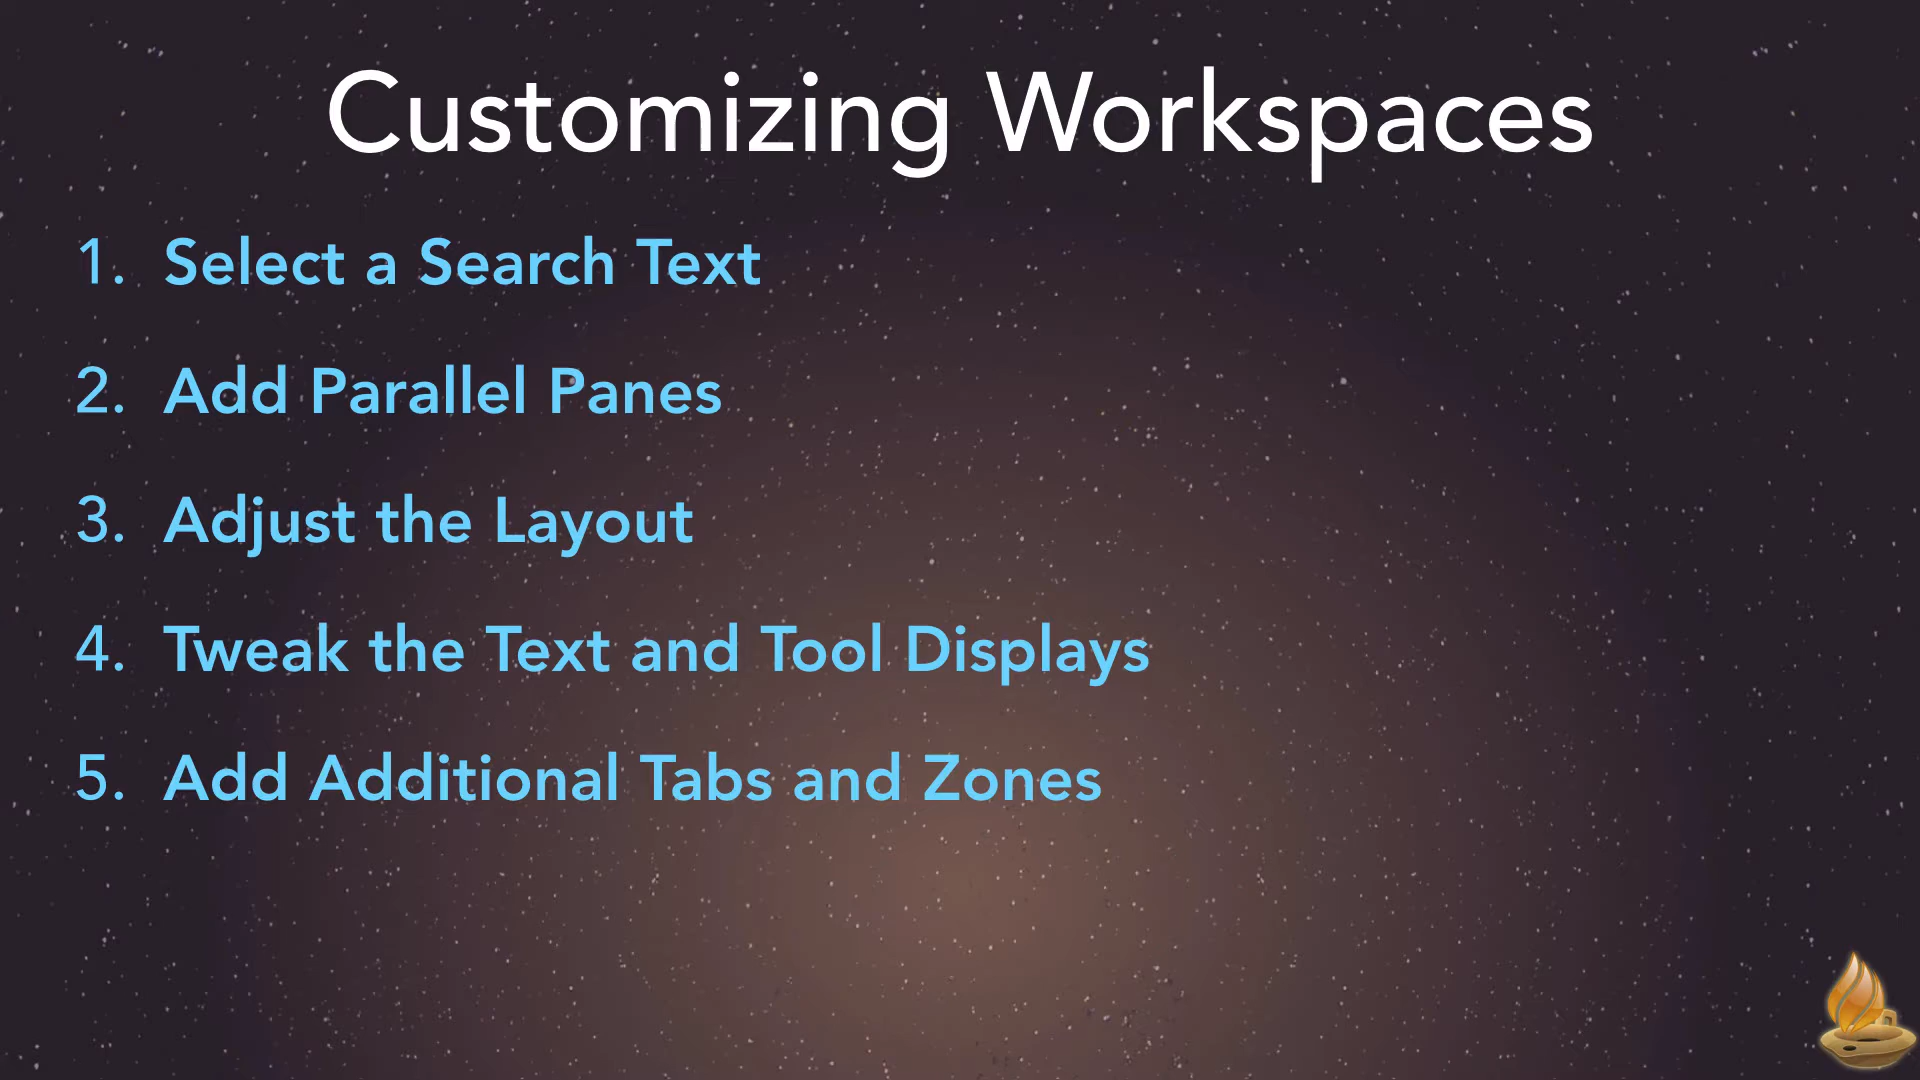 Customizing Workspaces
1. Select a Search Text
2. Add Parallel Panes
3. Adjust the Layout
4. Tweak the Text and Tool Displays
5. Add Additional Tabs and Zones